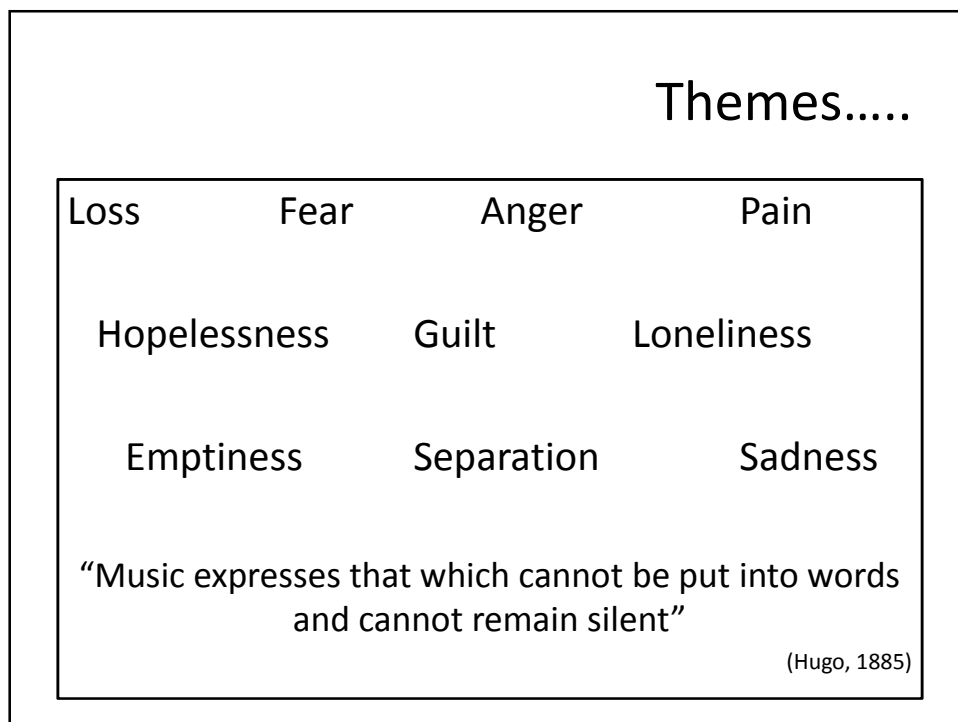 Themes…..
Loss Fear Anger Pain
Hopelessness Guilt Loneliness
Emptiness Separation Sadness
“Music expresses that which cannot be put into words
and cannot remain silent”
(Hugo, 1885)